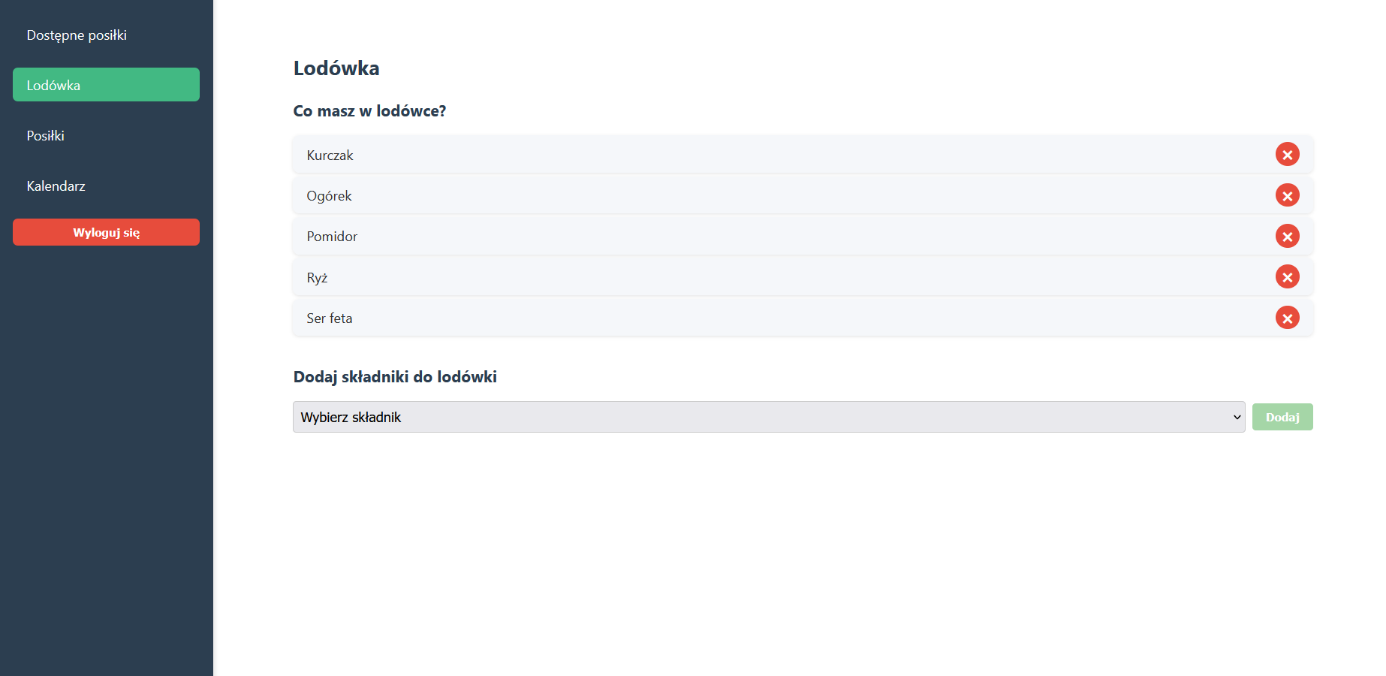 Dostępne posiłki
Lodówka
Posiłki
Kalendarz
Wyloguj się
Lodówka
Co masz w lodówce?
Kurczak
Ogórek
Pomidor
Ryż
Ser feta
Dodaj składniki do lodówki
Wybierz składnik
Dodaj